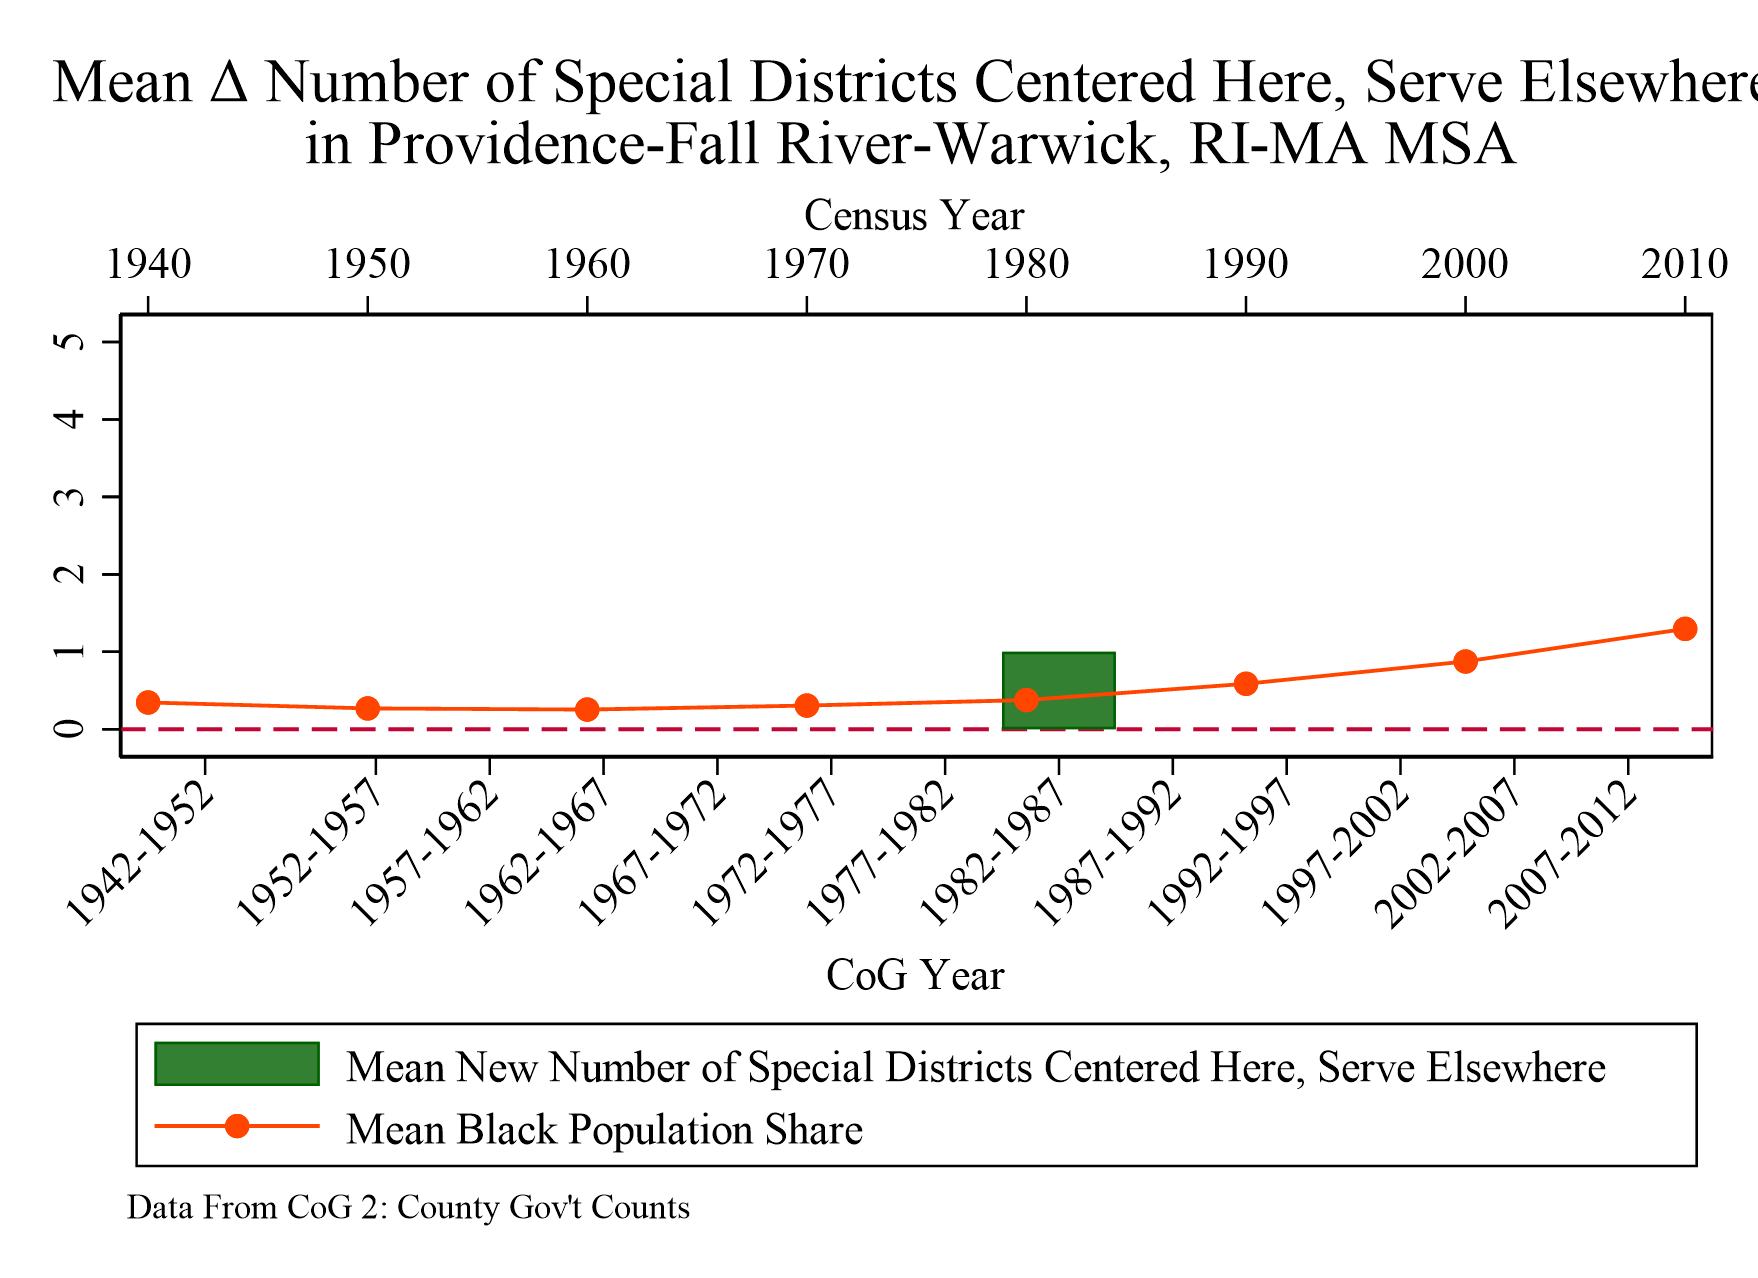 Mean Δ Number of Special Districts Centered Here, Serve Elsewhere
in Providence-Fall River-Warwick, RI-MA MSA
Census Year
1940 1950 1960 1970 1980 1990 2000 2010
5
4
3
2
1
0
1942-1952 1952-1957 1957-1962 1962-1967 1967-1972 1972-1977 1977-1982 1982-1987 1987-1992 1992-1997 1997-2002 2002-2007 2007-2012
CoG Year
Mean New Number of Special Districts Centered Here, Serve Elsewhere
Mean Black Population Share
Data From CoG 2: County Gov't Counts